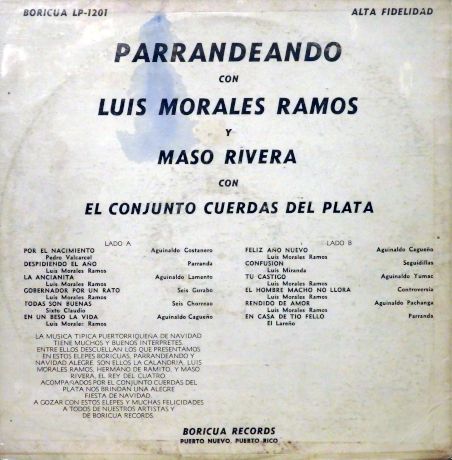 BORICUA LP-1201
ALTA FIDELIDAD
PARRANDEANDO
CON
LUIS MORALES RAMOS
Y
MASO RIVERA
CON
EL CONJUNTO CUERDAS DEL PLATA
LADO A
POR EL NACIMIENTO Aguinaldo Costanero
Pedro Valcarcel
DESPIDIENDO EL AÑO Parranda
Luis Morales Ramos
LA ANCIANITA Aguinaldo Lamento
Luis Morales Ramos
GOBERNADOR POR UN RATO Seis Gurabo
Luis Morales Ramos
TODAS SON BUENAS Seis Chorreao
Sixto Claudio
EN UN BESO LA VIDA Aguinaldo Cagueño
Luis Morales Ramos
LADO B
FELIZ AÑO NUEVO Aguinaldo Cagueño
Luis Morales Ramos
CONFUSION Seguidillas
Luis Miranda
TU CASTIGO Aguinaldo Yumac
Luis Morales Ramos
EL HOMBRE MACHO NO LLORA Controversia
Luis Morales Ramos
RENDIDO DE AMOR Aguinaldo Pachanga
Luis Morales Ramos
EN CASA DE TIO FELLO Parranda
El Lareño
LA MUSICA TIPICA PUERTORRIQUEÑA DE NAVIDAD
TIENE MUCHOS Y BUENOS INTERPRETES.
ENTRE ELLOS DESCUELLAN LOS QUE PRESENTAMOS
EN ESTOS ELEPES BORICUAS, PARRANDEANDO Y
NAVIDAD ALEGRE. SON ELLOS LA CALANDRIA, LUIS
MORALES RAMOS, HERMANO DE RAMITO, Y MASO
RIVERA, EL REY DEL CUATRO.
ACOMPAÑADOS POR EL CONJUNTO CUERDAS DEL
PLATA NOS BRINDAN UNA ALEGRE
FIESTA DE NAVIDAD.
A GOZAR CON ESTOS ELEPES Y MUCHAS FELICIDADES
A TODOS DE NUESTROS ARTISTAS Y
DE BORICUA RECORDS.
BORICUA RECORDS
PUERTO NUEVO, PUERTO RICO